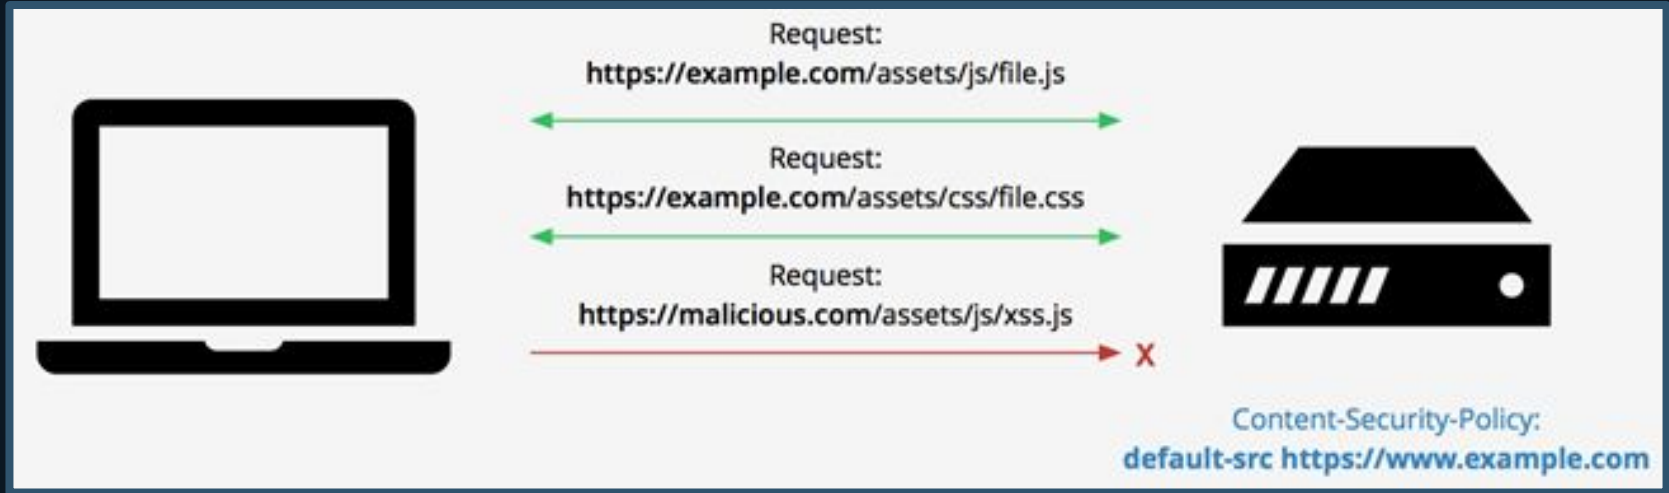 Request:
https://example.com/assets/js/file.js
Request:
https://example.com/assets/css/file.css
Request:
https://malicious.com/assets/js/xss.js
X
Content-Security-Policy:
default-src https://www.example.com